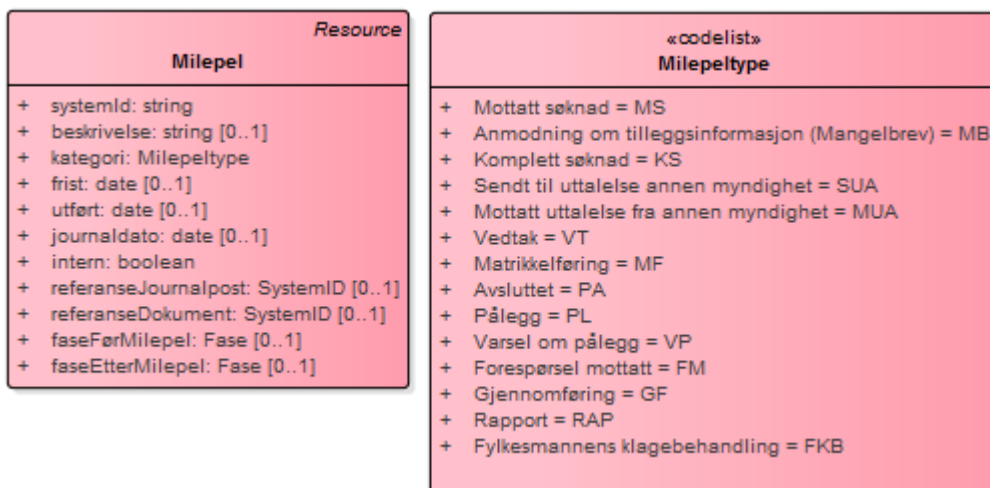 Resource
Milepel
+ systemId: string
+ beskrivelse: string [0..1]
+ kategori: Milepeltype
+ frist: date [0..1]
+ utført: date [0..1]
+ journaldato: date [0..1]
+ intern: boolean
+ referanseJournalpost: SystemID [0..1]
+ referanseDokument: SystemID [0..1]
+ faseFørMilepel: Fase [0..1]
+ faseEtterMilepel: Fase [0..1]
«codelist»
Milepeltype
+ Mottatt søknad = MS
+ Anmodning om tilleggsinformasjon (Mangelbrev) = MB
+ Komplett søknad = KS
+ Sendt til uttalelse annen myndighet = SUA
+ Mottatt uttalelse fra annen myndighet = MUA
+ Vedtak = VT
+ Matrikkelføring = MF
+ Avsluttet = PA
+ Pålegg = PL
+ Varsel om pålegg = VP
+ Forespørsel mottatt = FM
+ Gjennomføring = GF
+ Rapport = RAP
+ Fylkesmannens klagebehandling = FKB